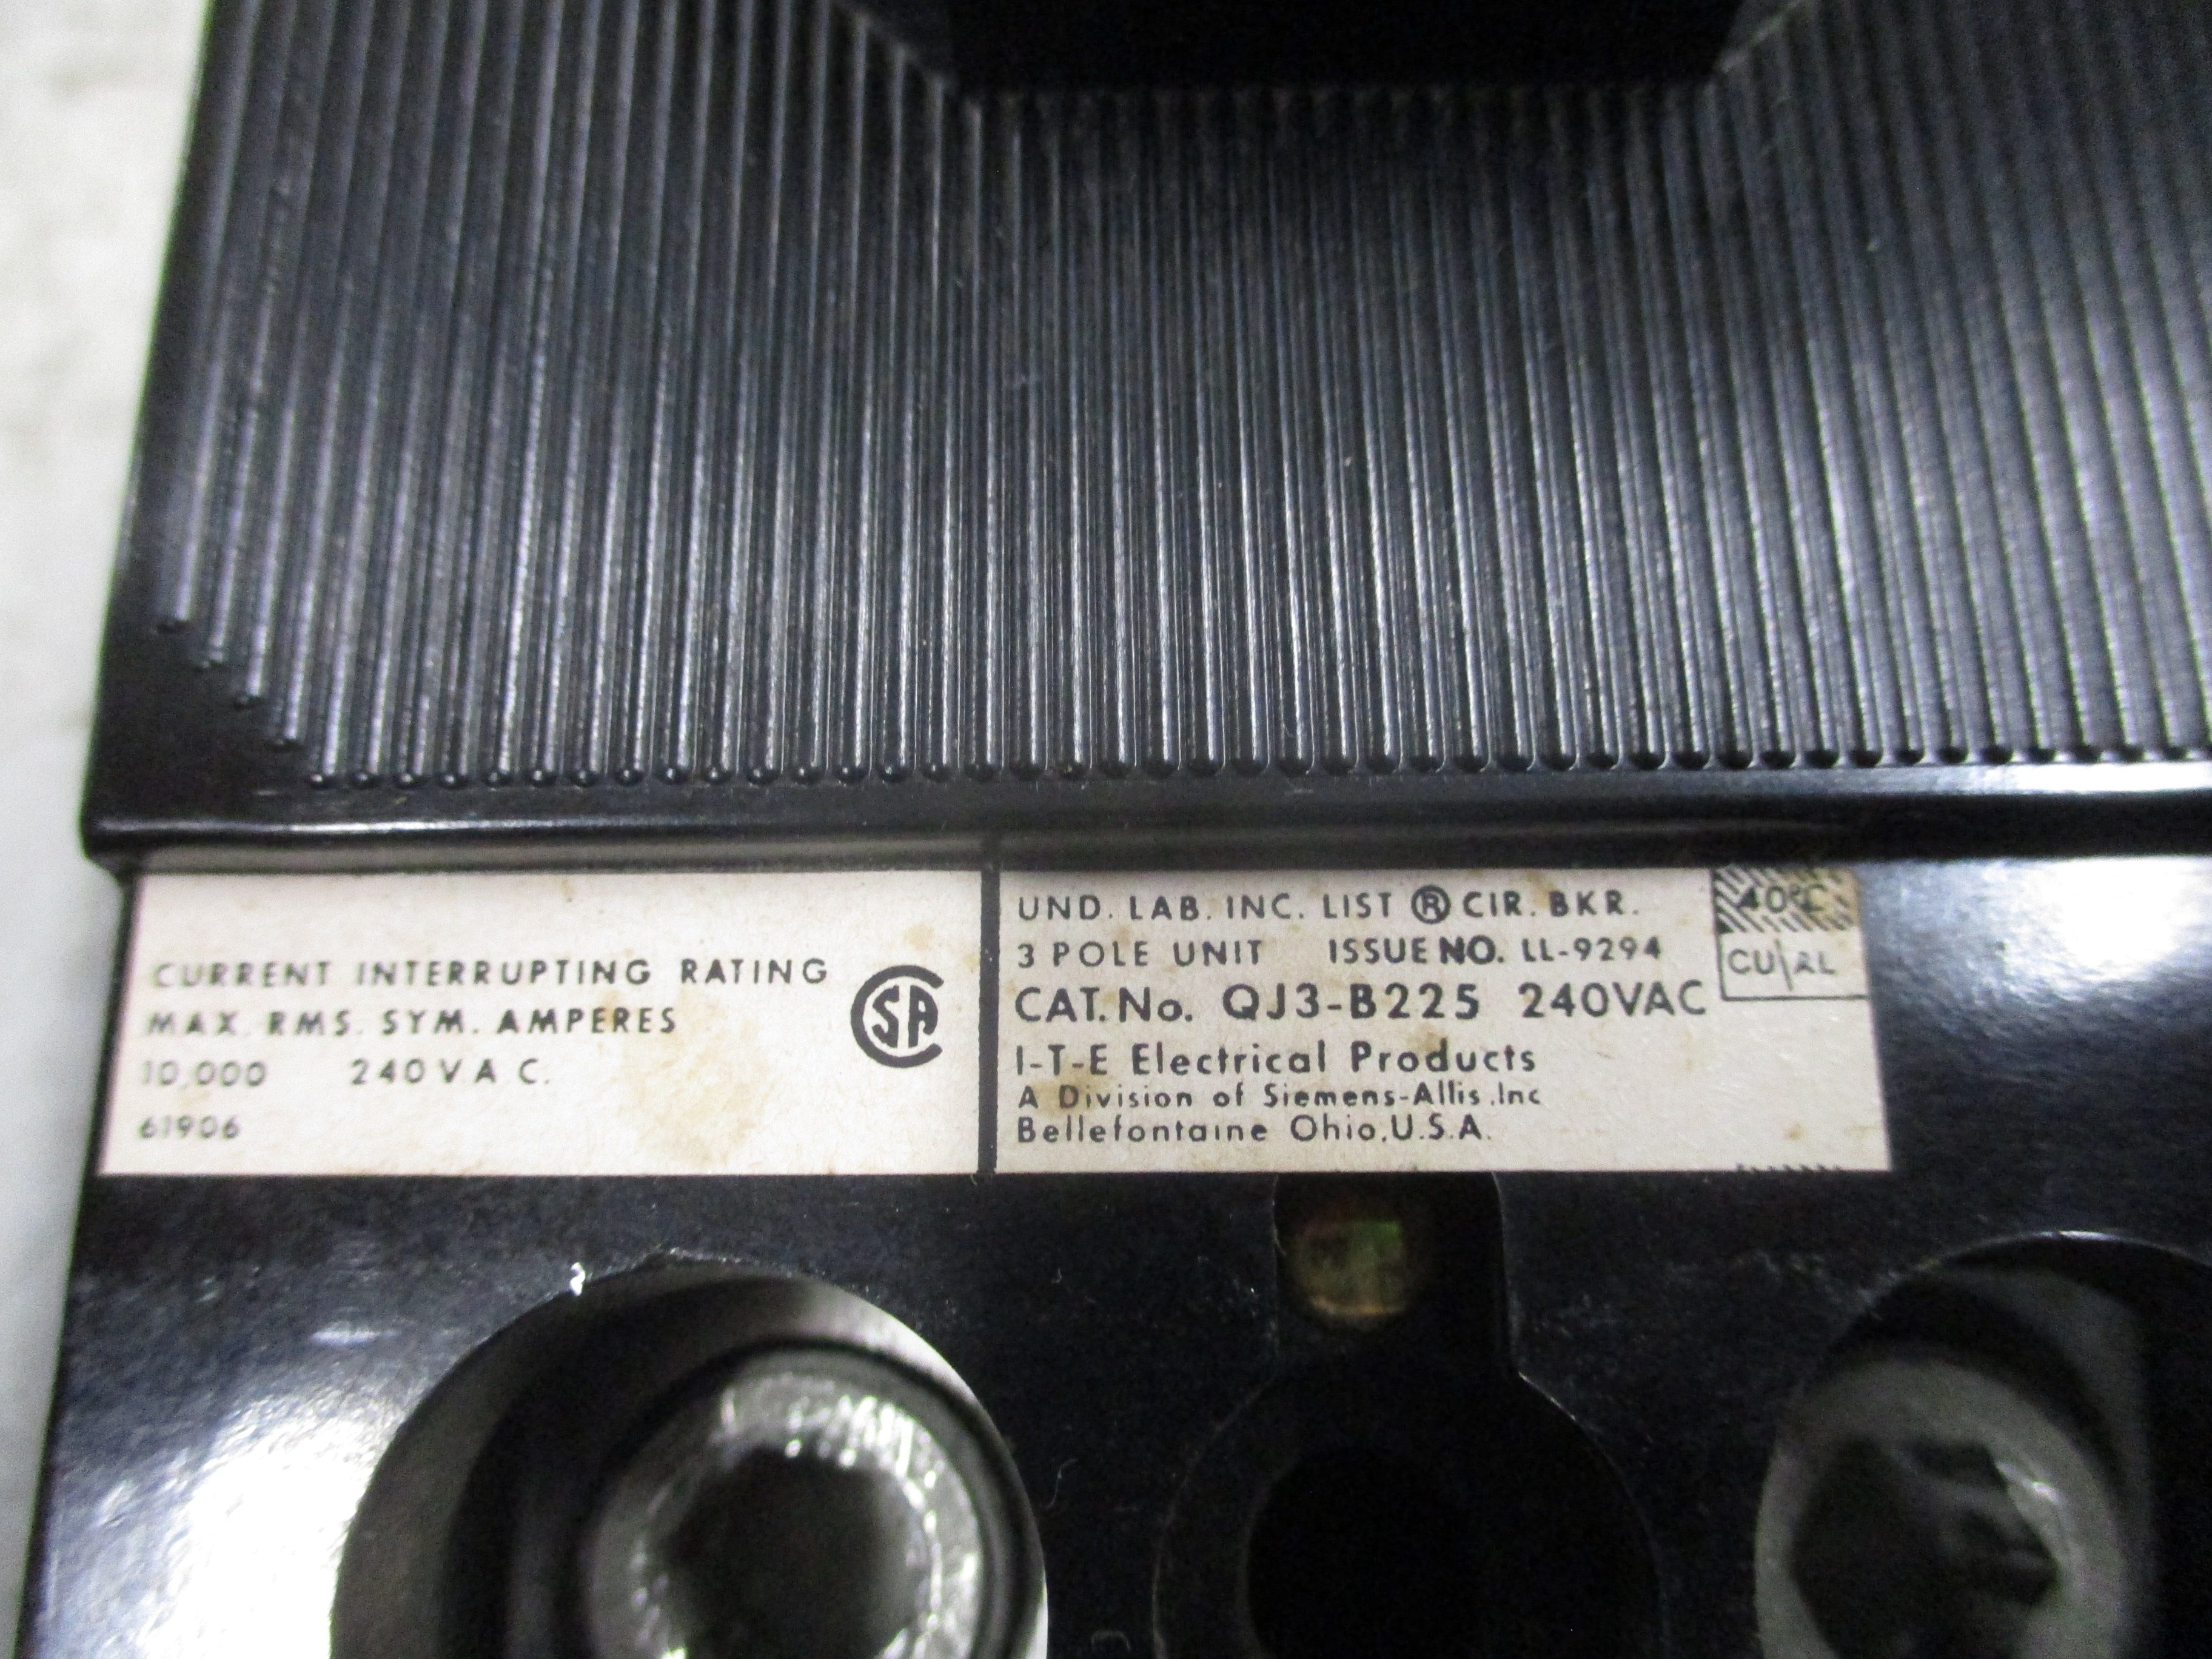 CURRENT INTERRUPTING RATING
MAX. RMS. SYM. AMPERES
10,000 240 V A C.
61906
SA
UND. LAB. INC. LIST ® CIR. BKR.
3 POLE UNIT ISSUE NO. LL-9294
CAT. No. QJ3-B225 240VAC
I-T-E Electrical Products
A Division of Siemens-Allis .Inc
Bellefontaine Ohio, U.S.A.
40°C
CU/AL